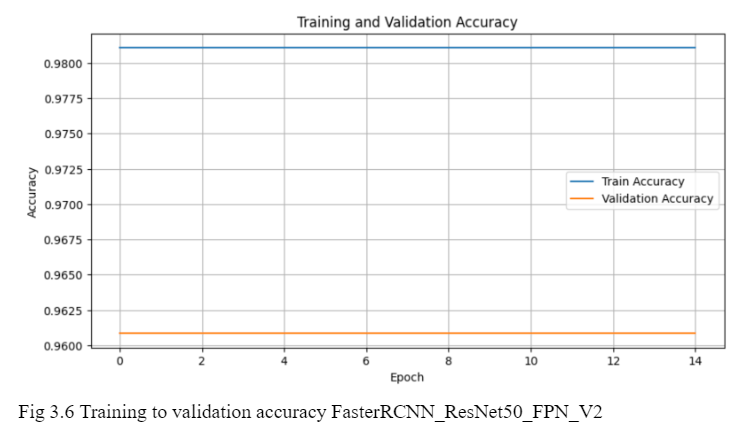 Training and Validation Accuracy
0.9800
0.9775
0.9750
0.9725
0.9700
0.9675
0.9650
0.9625
0.9600
Accuracy
Train Accuracy
Validation Accuracy
0 2 4 6 8 10 12 14
Epoch
Fig 3.6 Training to validation accuracy FasterRCNN_ResNet50_FPN_V2